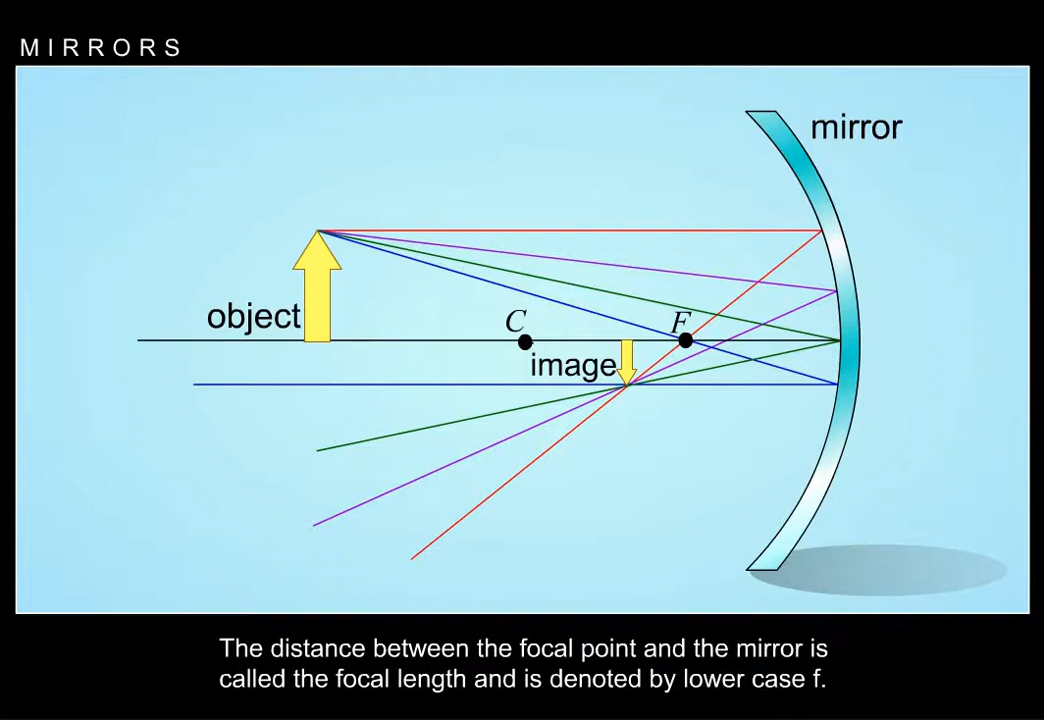 MIRRORS
mirror
object
C
F
image
The distance between the focal point and the mirror is
called the focal length and is denoted by lower case f.